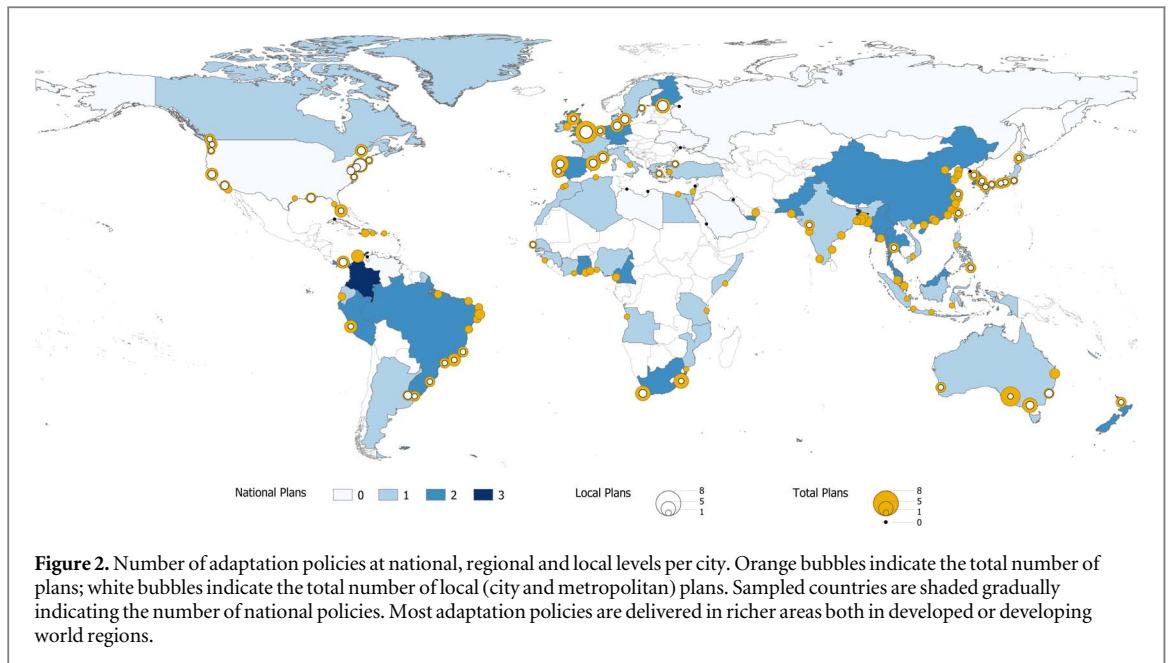 National Plans
0
1
2
3
Local Plans
8
5
1
Total Plans
8
5
1
0
Figure 2. Number of adaptation policies at national, regional and local levels per city. Orange bubbles indicate the total number of
plans; white bubbles indicate the total number of local (city and metropolitan) plans. Sampled countries are shaded gradually
indicating the number of national policies. Most adaptation policies are delivered in richer areas both in developed or developing
world regions.